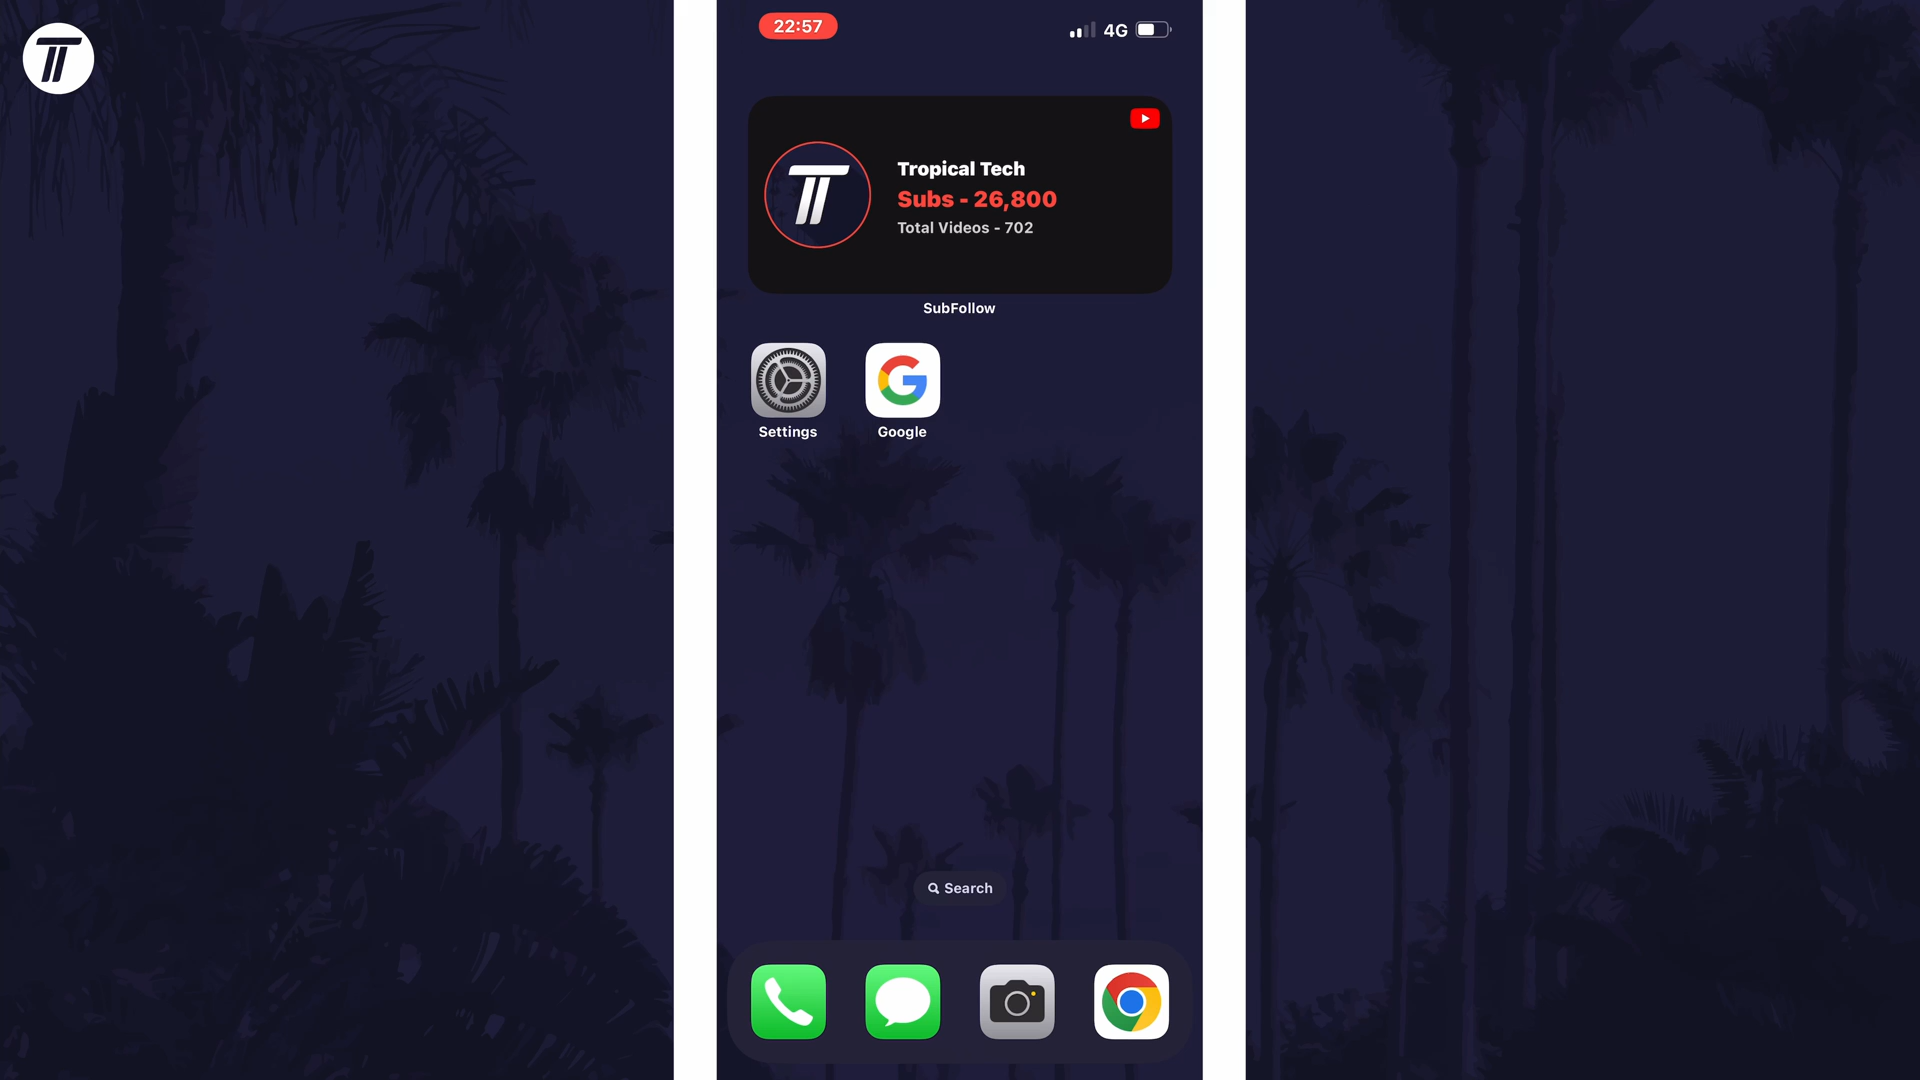 22:57
4G
Tropical Tech
Subs - 26,800
Total Videos - 702
SubFollow
Settings
Google
Search